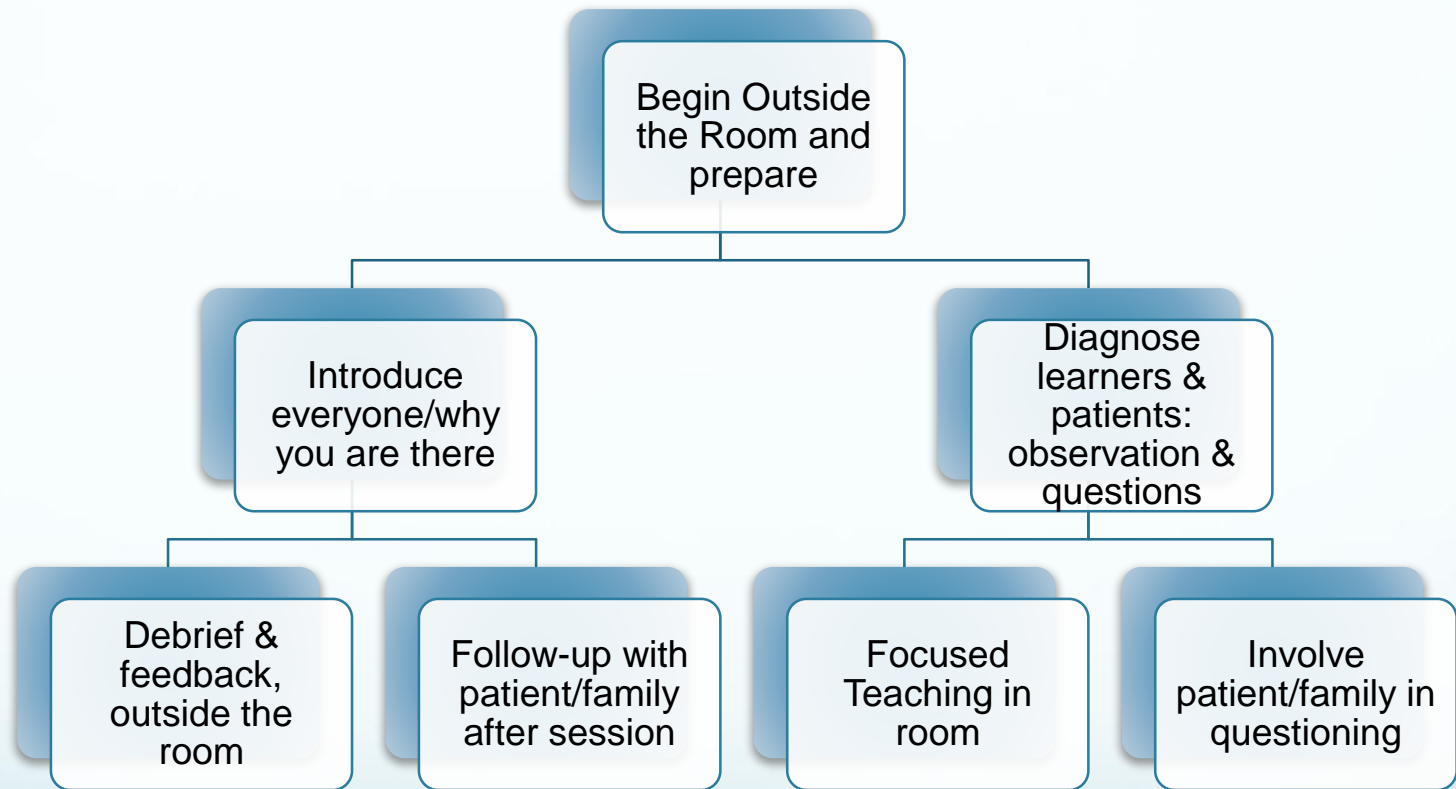 Begin Outside
the Room and
prepare
Introduce
everyone/why
you are there
Diagnose
learners &
patients:
observation &
questions
Debrief &
feedback,
outside the
room
Follow-up with
patient/family
after session
Focused
Teaching in
room
Involve
patient/family in
questioning